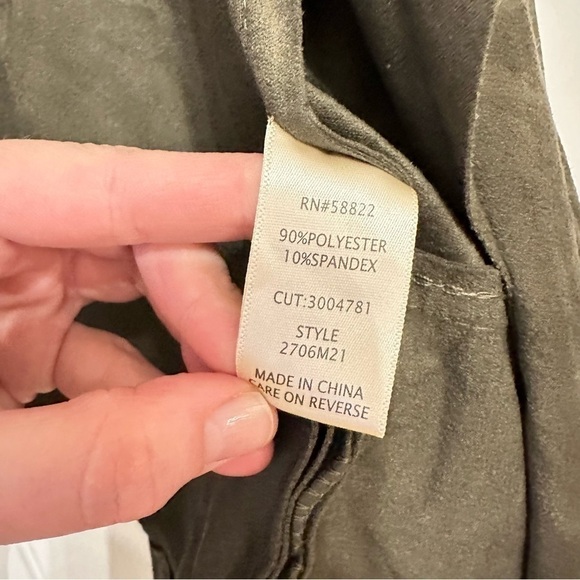 RN#58822
90%POLYESTER
10%SPANDEX
CUT:3004781
STYLE
2706M21
MADE IN CHINA
CARE ON REVERSE